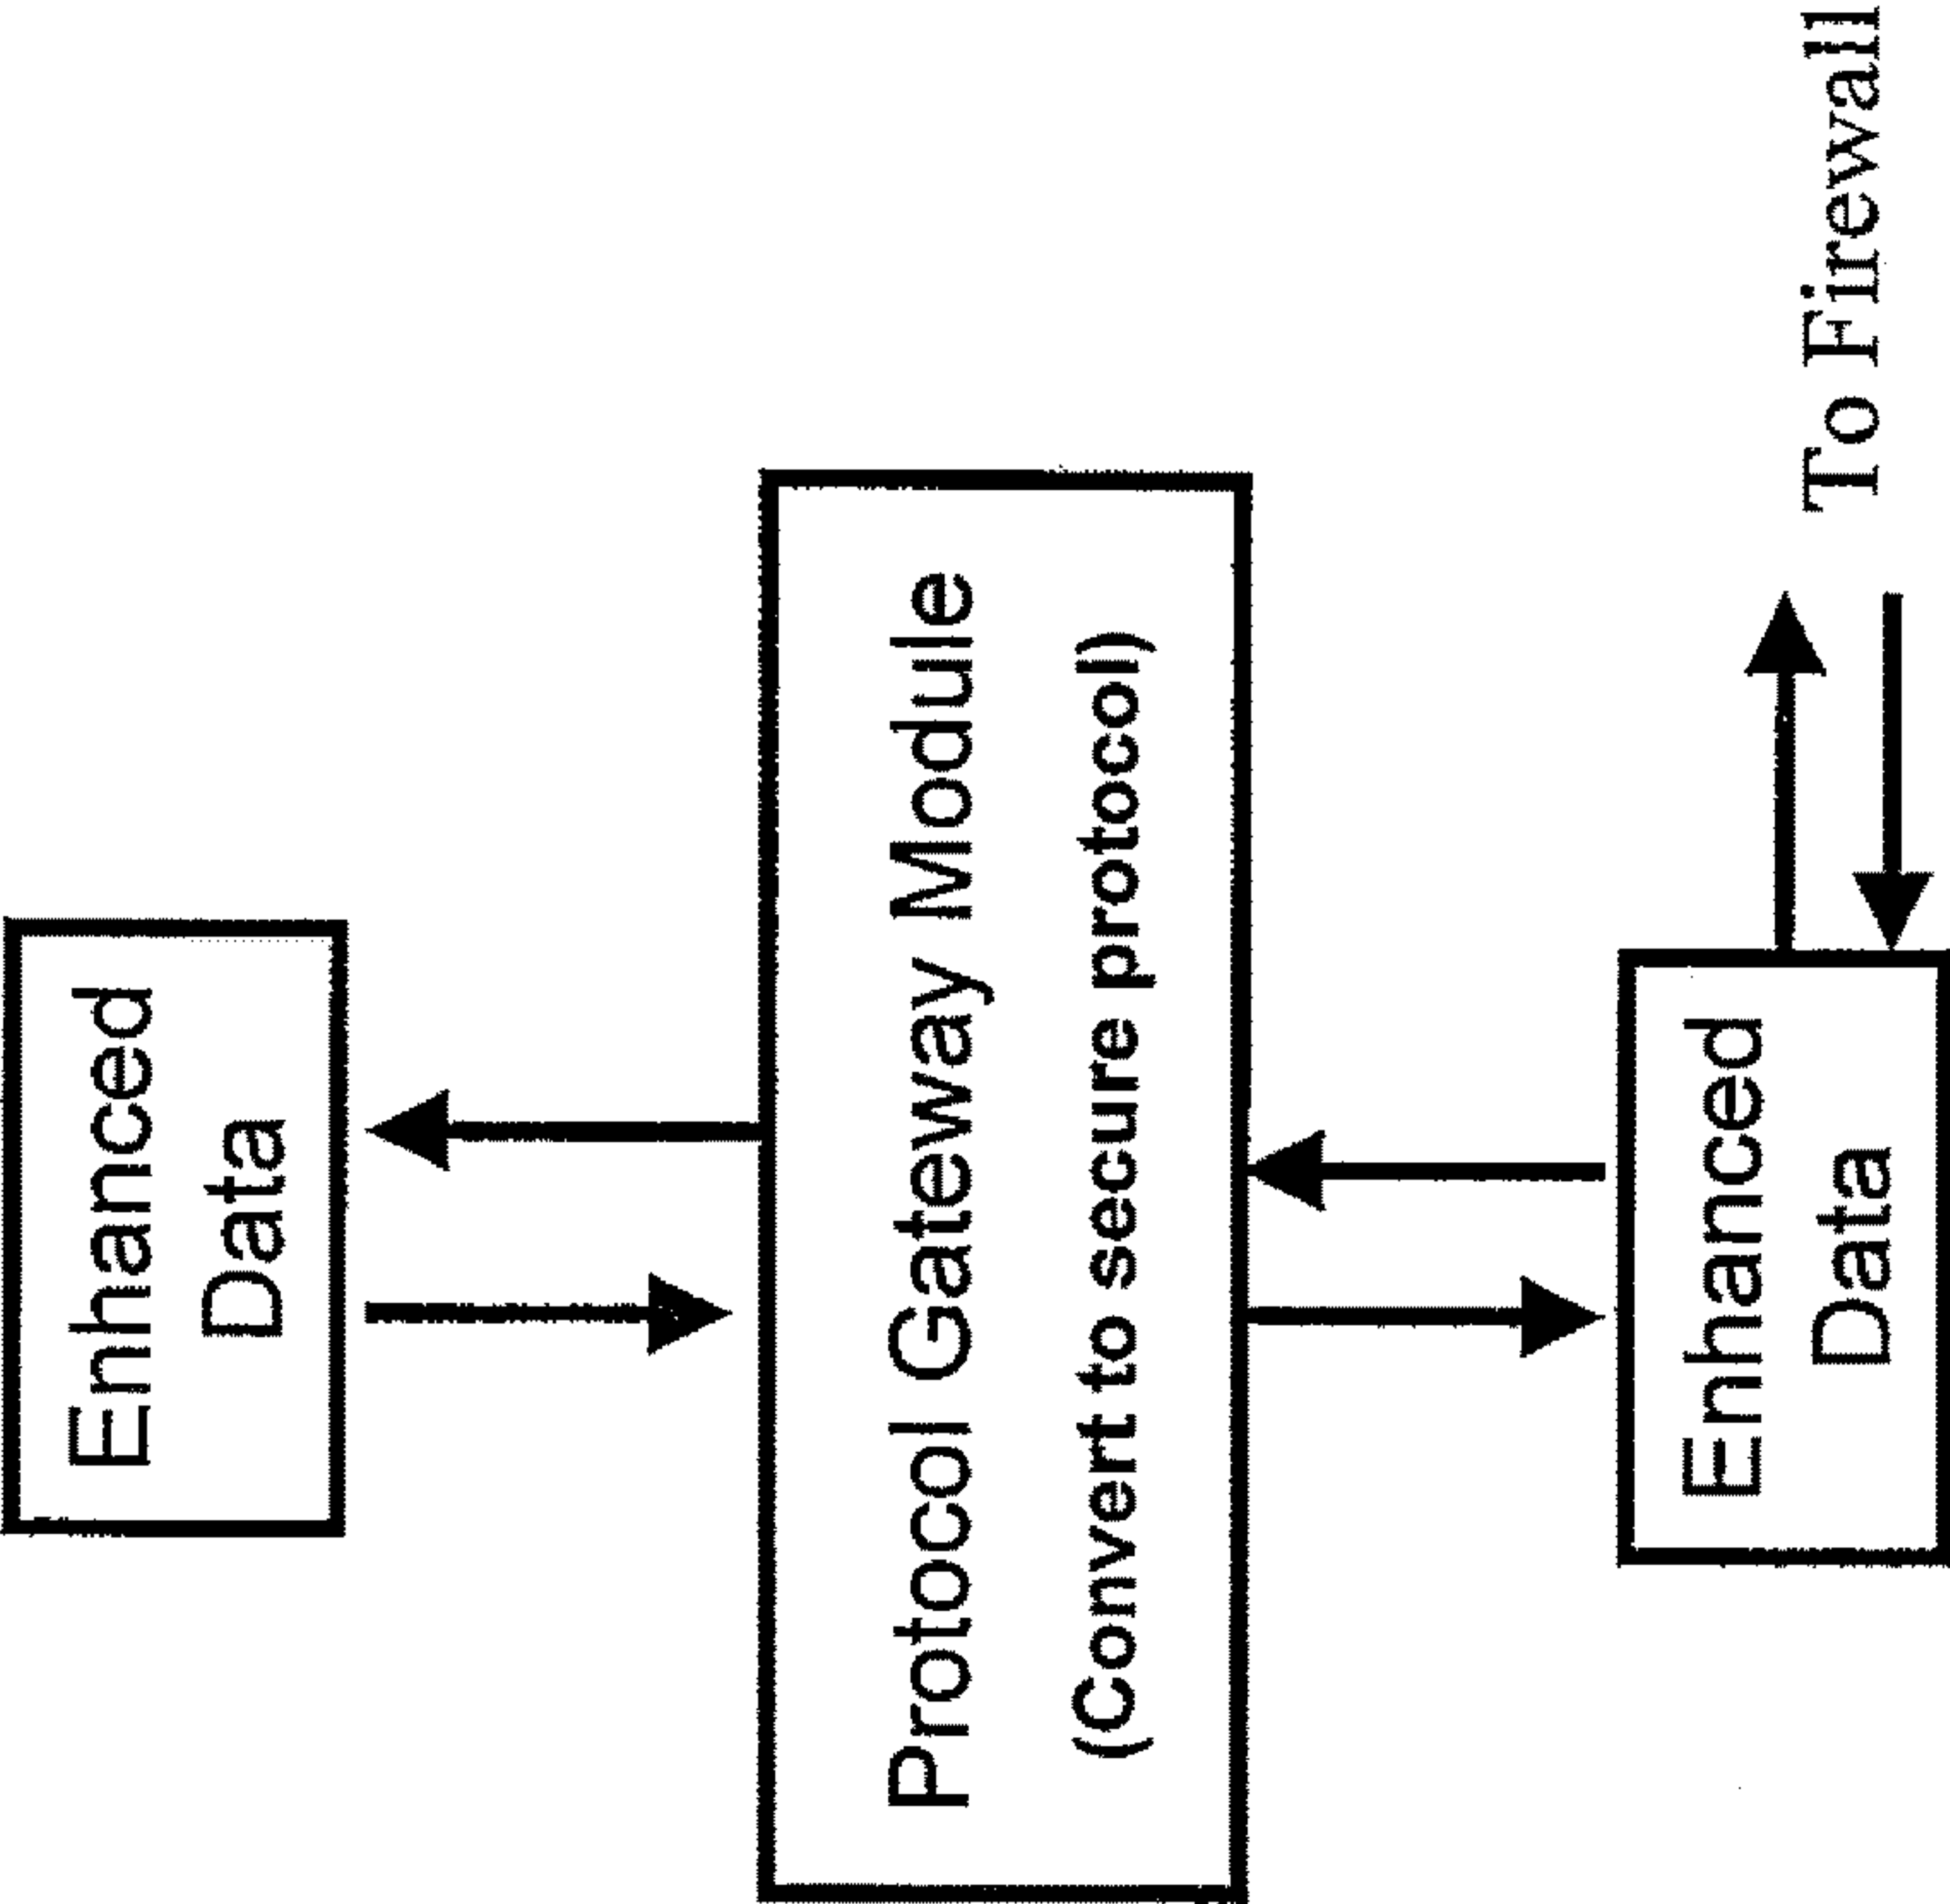 Enhanced
Data
Protocol Gateway Module
(Convert to secure protocol)
Enhanced
Data
To Firewall